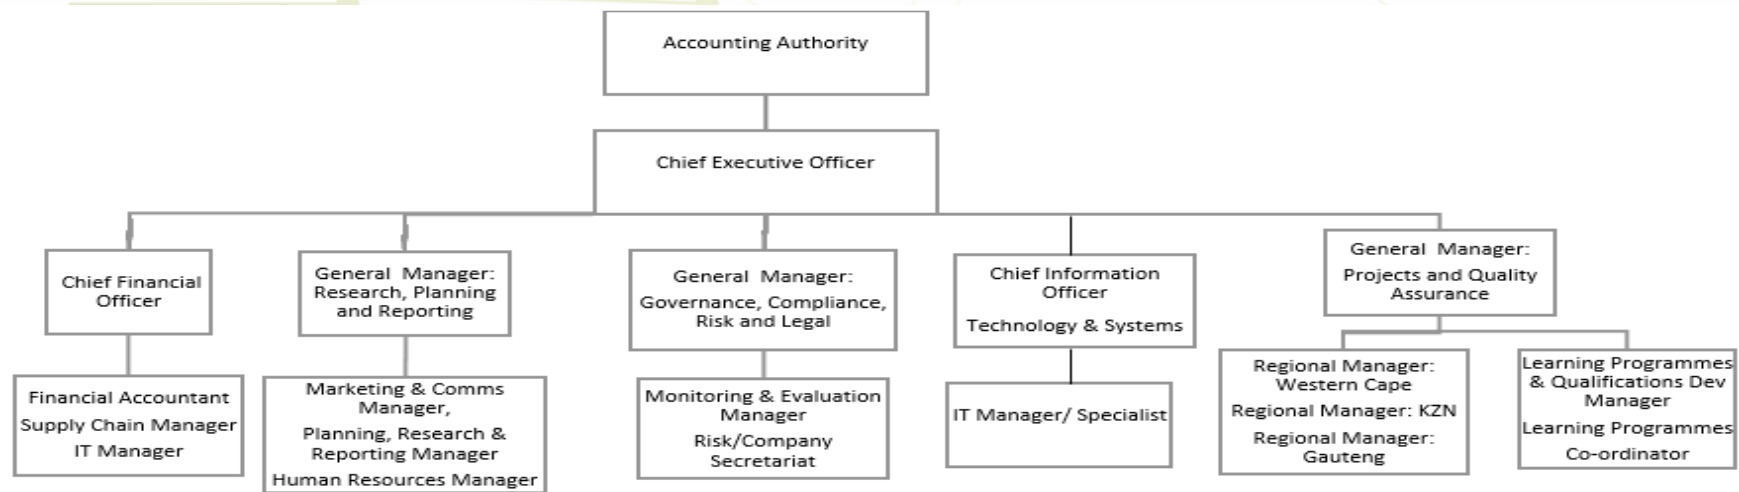 Accounting Authority
Chief Executive Officer
Chief Financial
Officer
General Manager:
Research, Planning
and Reporting
General Manager:
Governance, Compliance,
Risk and Legal
Chief Information
Officer
Technology & Systems
General Manager:
Projects and Quality
Assurance
Financial Accountant
Supply Chain Manager
IT Manager
Marketing & Comms
Manager,
Planning, Research &
Reporting Manager
Human Resources Manager
Monitoring & Evaluation
Manager
Risk/Company
Secretariat
IT Manager/ Specialist
Regional Manager:
Western Cape
Regional Manager: KZN
Regional Manager:
Gauteng
Learning Programmes
& Qualifications Dev
Manager
Learning Programmes
Co-ordinator